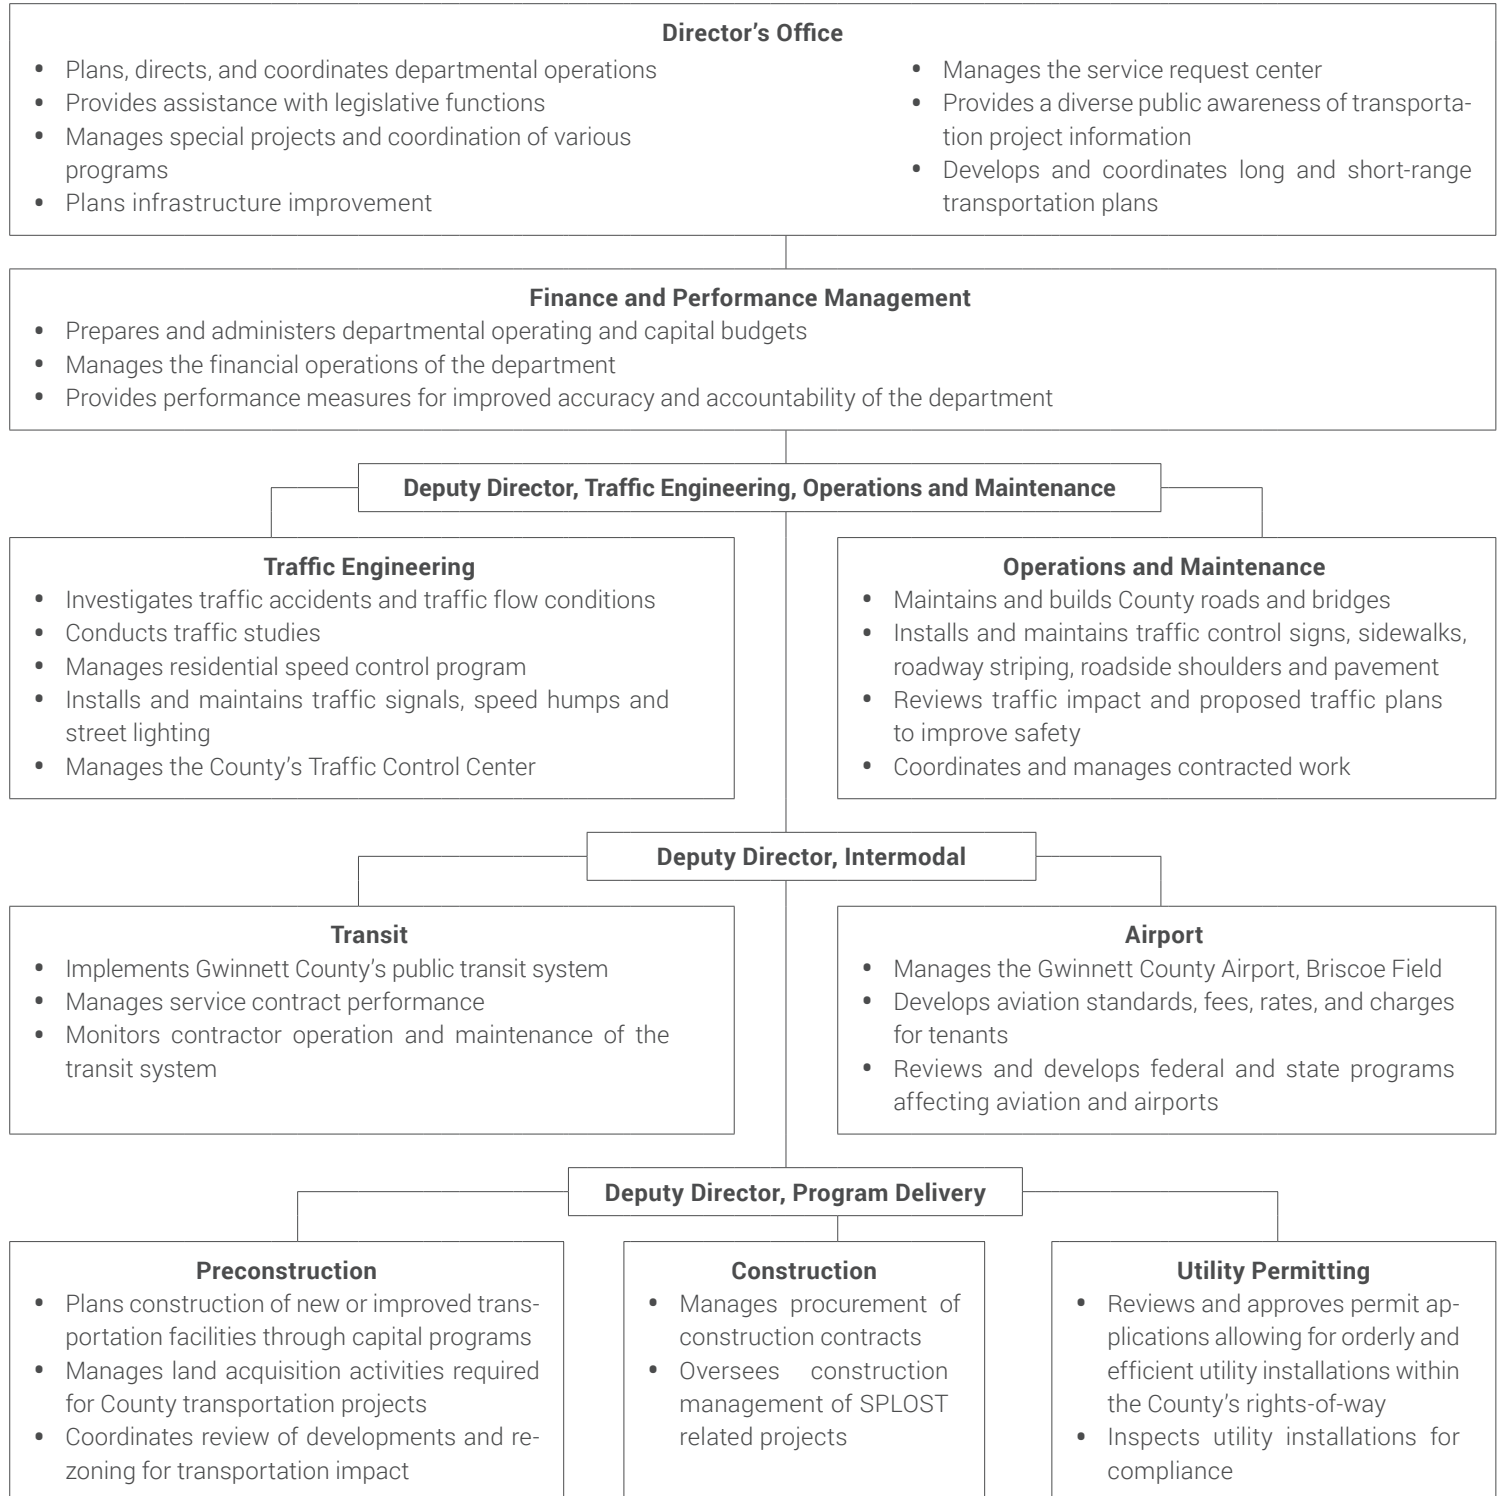 Director’s Office
• Plans, directs, and coordinates departmental operations
• Provides assistance with legislative functions
• Manages special projects and coordination of various
programs
• Plans infrastructure improvement
• Manages the service request center
• Provides a diverse public awareness of transporta-
tion project information
• Develops and coordinates long and short-range
transportation plans
Finance and Performance Management
• Prepares and administers departmental operating and capital budgets
• Manages the financial operations of the department
• Provides performance measures for improved accuracy and accountability of the department
Deputy Director, Traffic Engineering, Operations and Maintenance
Traffic Engineering
• Investigates traffic accidents and traffic flow conditions
• Conducts traffic studies
• Manages residential speed control program
• Installs and maintains traffic signals, speed humps and
street lighting
• Manages the County’s Traffic Control Center
Operations and Maintenance
• Maintains and builds County roads and bridges
• Installs and maintains traffic control signs, sidewalks,
roadway striping, roadside shoulders and pavement
• Reviews traffic impact and proposed traffic plans
to improve safety
• Coordinates and manages contracted work
Deputy Director, Intermodal
Transit
• Implements Gwinnett County’s public transit system
• Manages service contract performance
• Monitors contractor operation and maintenance of the
transit system
Airport
• Manages the Gwinnett County Airport, Briscoe Field
• Develops aviation standards, fees, rates, and charges
for tenants
• Reviews and develops federal and state programs
affecting aviation and airports
Deputy Director, Program Delivery
Preconstruction
• Plans construction of new or improved trans-
portation facilities through capital programs
• Manages land acquisition activities required
for County transportation projects
• Coordinates review of developments and re-
zoning for transportation impact
Construction
• Manages procurement of
construction contracts
• Oversees construction
management of SPLOST
related projects
Utility Permitting
• Reviews and approves permit ap-
plications allowing for orderly and
efficient utility installations within
the County’s rights-of-way
• Inspects utility installations for
compliance